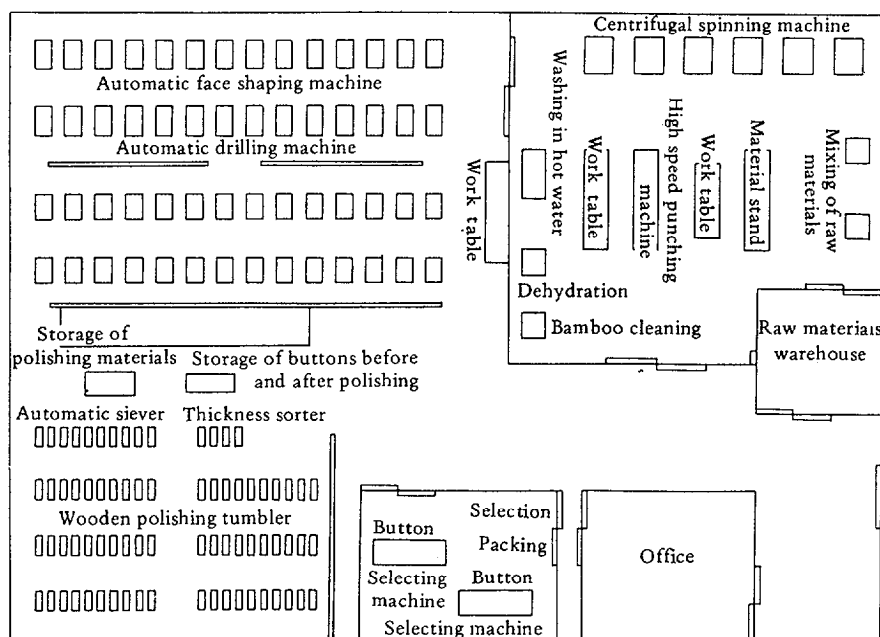 Centrifugal spinning machine
Automatic face shaping machine
Automatic drilling machine
Work table
Washing in hot water
Work table
High speed punching
machine
Work table
Material stand
Mixing of raw
materials
Dehydration
Bamboo cleaning
Raw materials
warehouse
Storage of
polishing materials
Storage of buttons before
and after polishing
Automatic siever
Thickness sorter
Wooden polishing tumbler
Button
Selecting
machine
Selection
Packing
Button
Selecting machine
Office